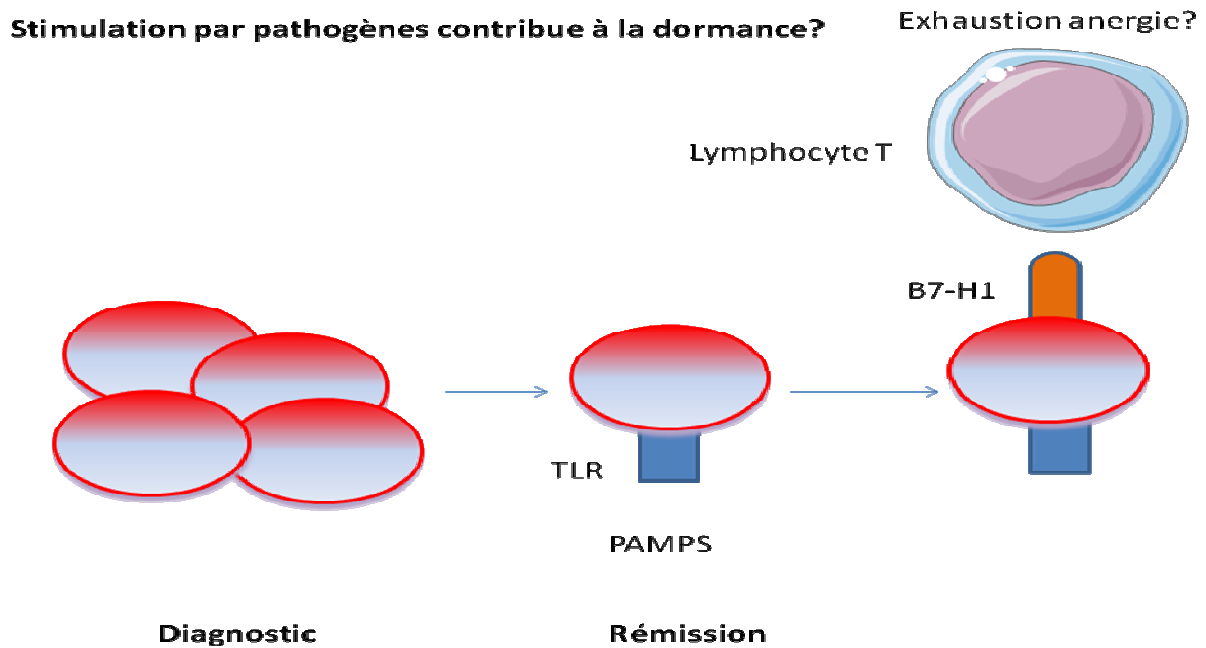 Stimulation par pathogènes contribue à la dormance?
Exhaustion anergie?
Lymphocyte T
B7-H1
TLR
PAMPS
Diagnostic
Rémission